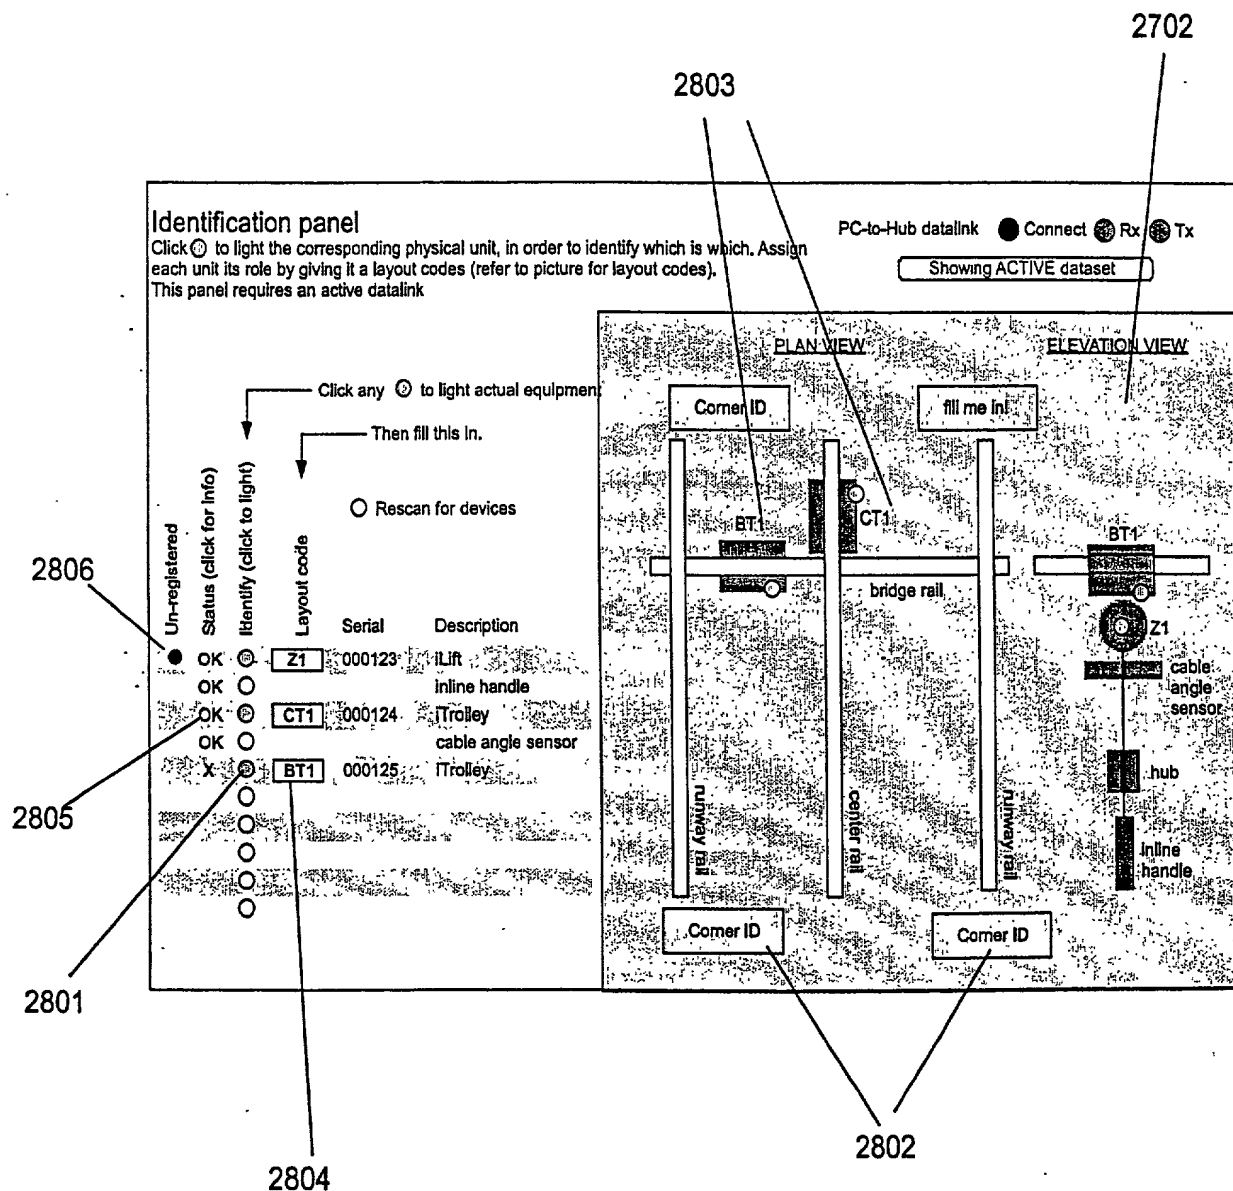 2702
2803
Identification panel
Click to light the corresponding physical unit, in order to identify which is which. Assign
each unit its role by giving it a layout codes (refer to picture for layout codes).
This panel requires an active datalink
PC-to-Hub datalink Connect Rx Tx
Showing ACTIVE dataset
PLAN VIEW
ELEVATION VIEW
Click any to light actual equipment
Then fill this in.
Rescan for devices
Corner ID
fill me in!
BT1
CT1
BT1
bridge rail
Z1
cable
angle
sensor
hub
inline
handle
runway rail
center rail
runway rail
Corner ID
Corner ID
2806
Un-registered
Status (click for info)
Identify (click to light)
Layout code
Serial
Description
OK Z1 000123 iLift
OK inline handle
OK CT1 000124 iTrolley
OK cable angle sensor
X BT1 000125 iTrolley
2805
2801
2804
2802